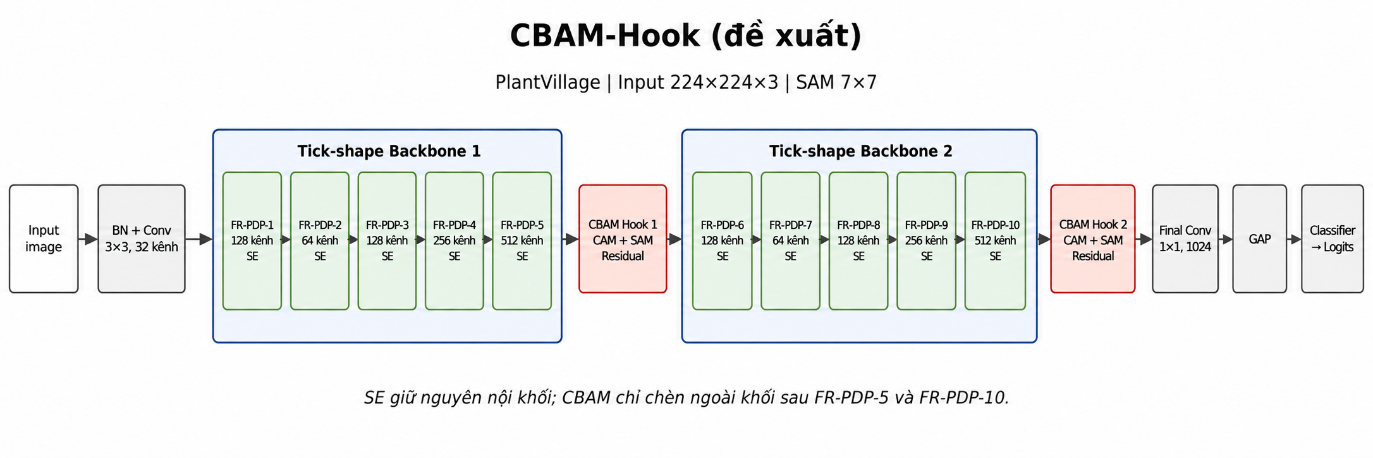 CBAM-Hook (đề xuất)
PlantVillage | Input 224×224×3 | SAM 7×7
Input
image
BN + Conv
3×3, 32 kênh
Tick-shape Backbone 1
FR-PDP-1
128 kênh
SE
FR-PDP-2
64 kênh
SE
FR-PDP-3
128 kênh
SE
FR-PDP-4
256 kênh
SE
FR-PDP-5
512 kênh
SE
CBAM Hook 1
CAM + SAM
Residual
Tick-shape Backbone 2
FR-PDP-6
128 kênh
SE
FR-PDP-7
64 kênh
SE
FR-PDP-8
128 kênh
SE
FR-PDP-9
256 kênh
SE
FR-PDP-10
512 kênh
SE
CBAM Hook 2
CAM + SAM
Residual
Final Conv
1×1, 1024
GAP
Classifier
→ Logits
SE giữ nguyên nội khối; CBAM chỉ chèn ngoài khối sau FR-PDP-5 và FR-PDP-10.